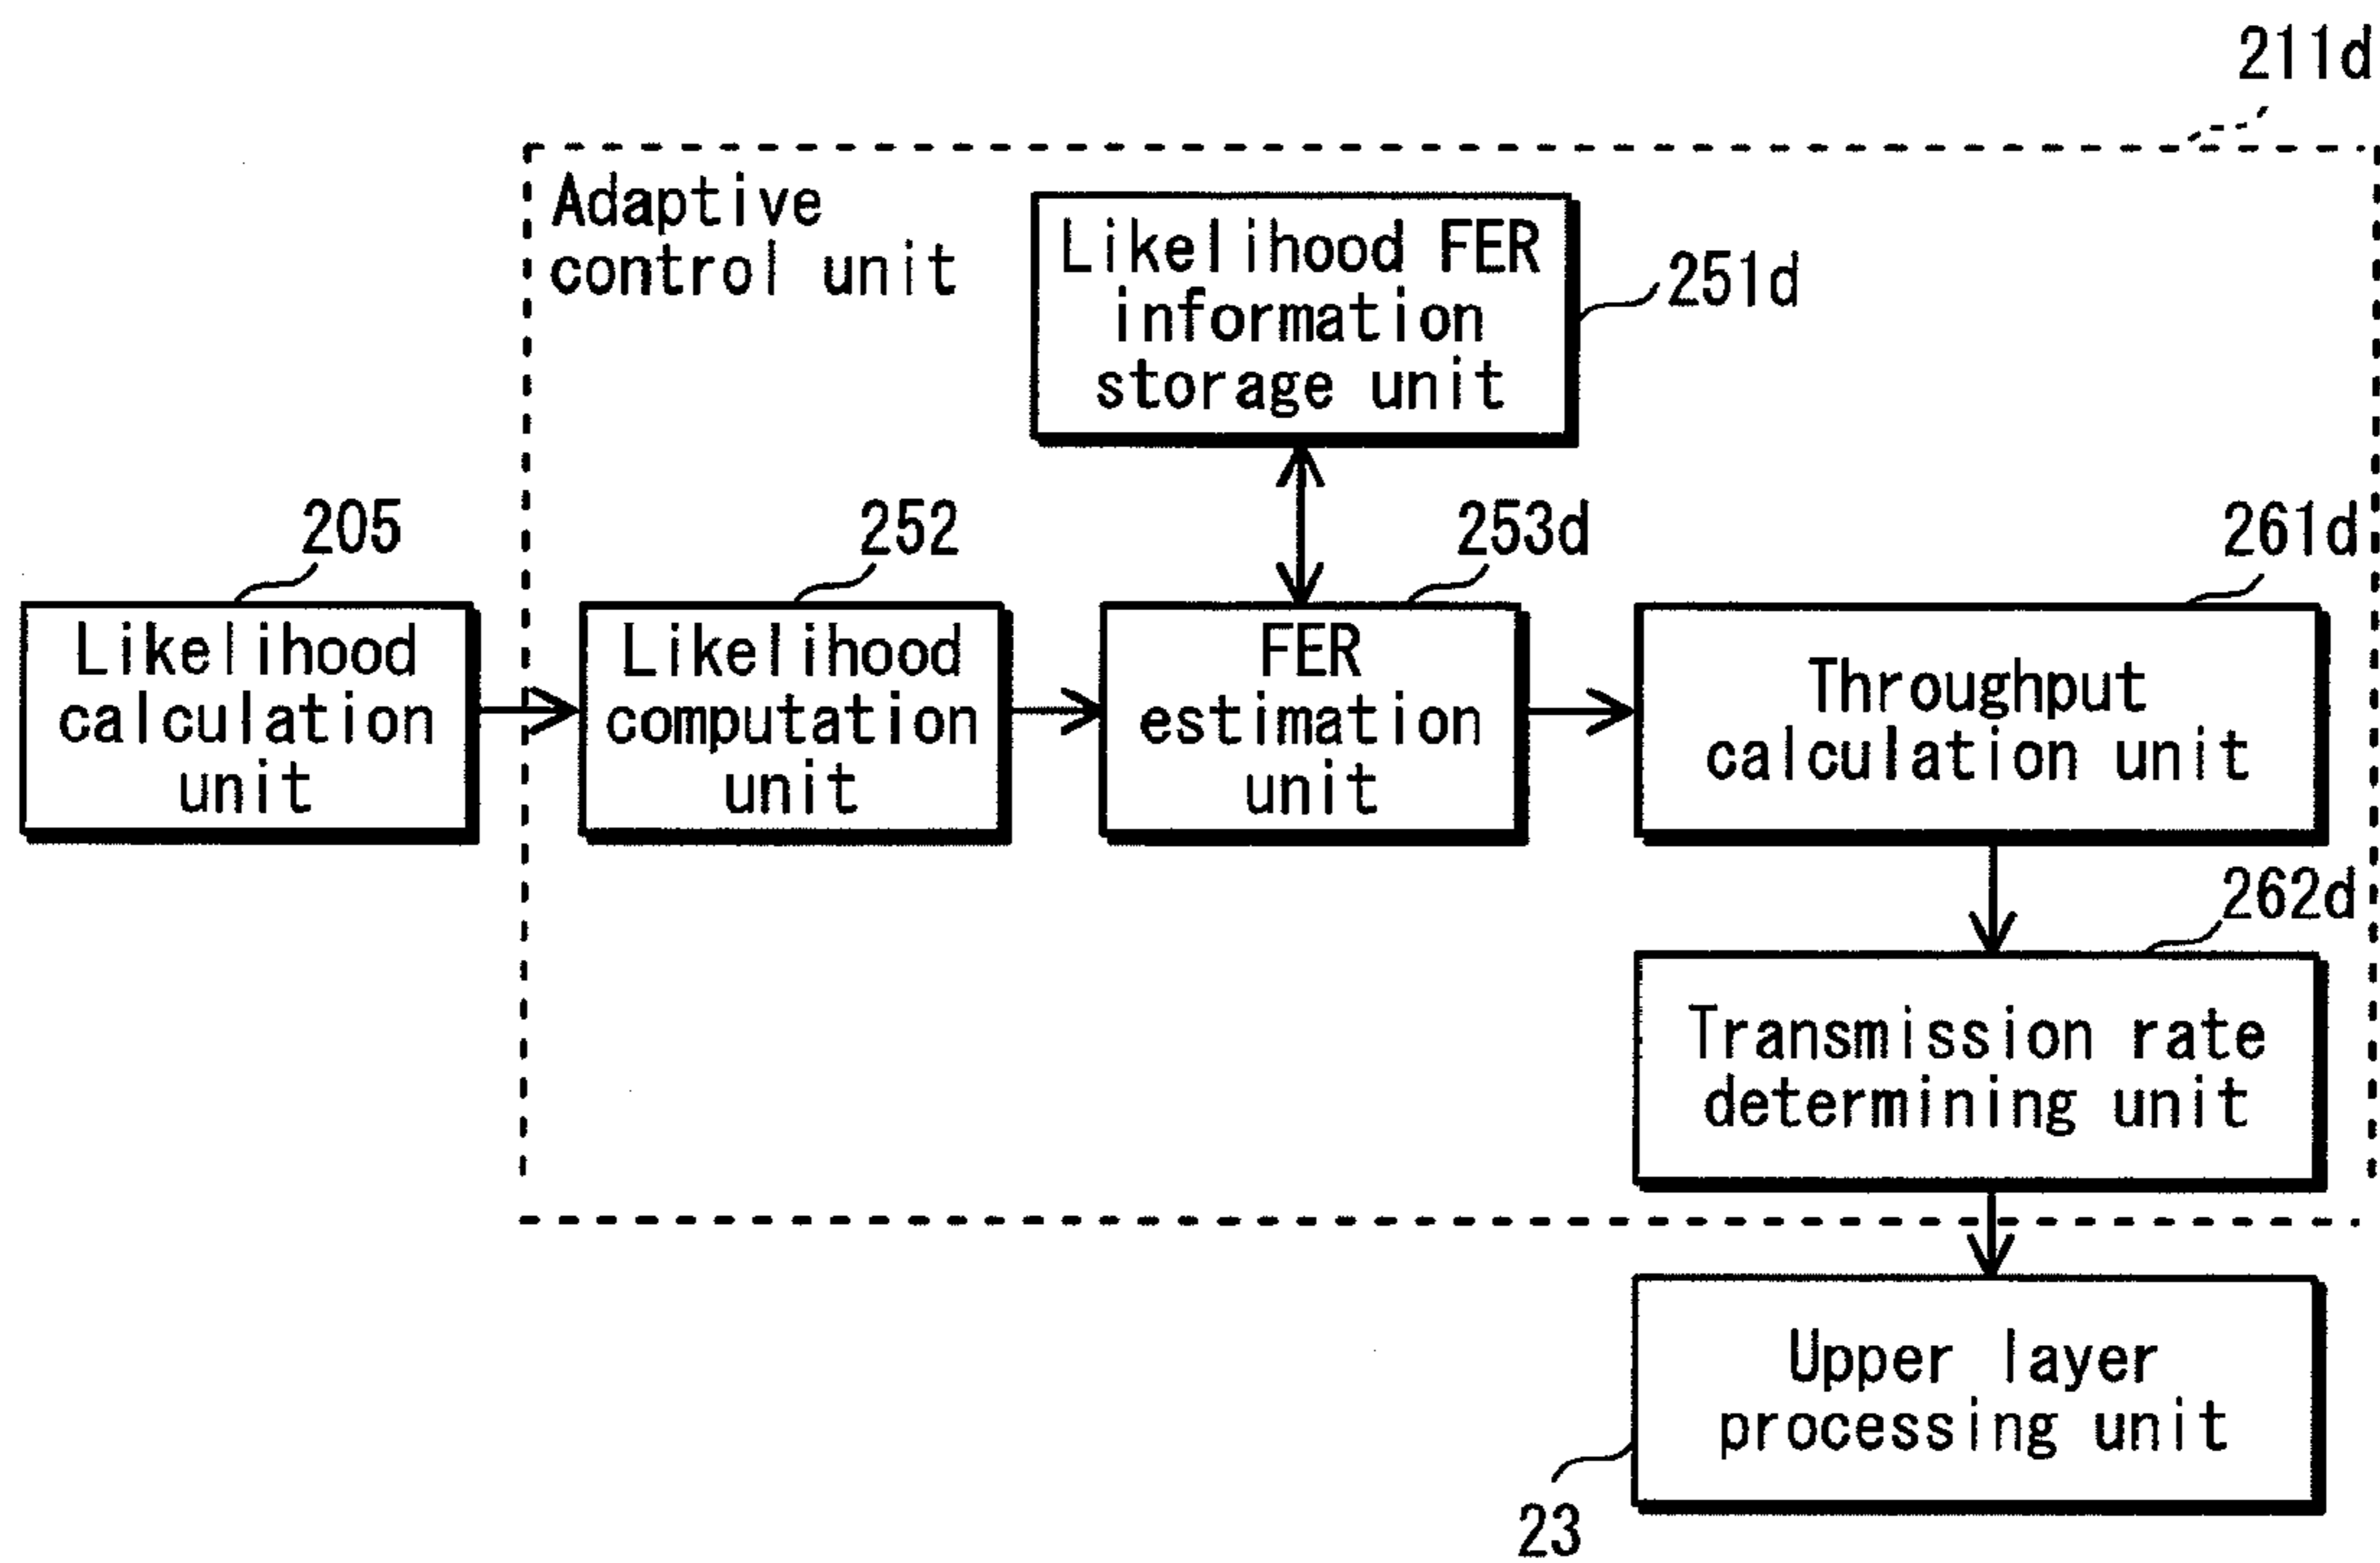 211d
Adaptive
control unit
Likelihood FER
information
storage unit
251d
205
252
253d
261d
Likelihood
calculation
unit
Likelihood
computation
unit
FER
estimation
unit
Throughput
calculation unit
262d
Transmission rate
determining unit
Upper layer
processing unit
23